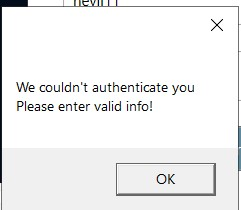 We couldn't authenticate you
Please enter valid info!
OK